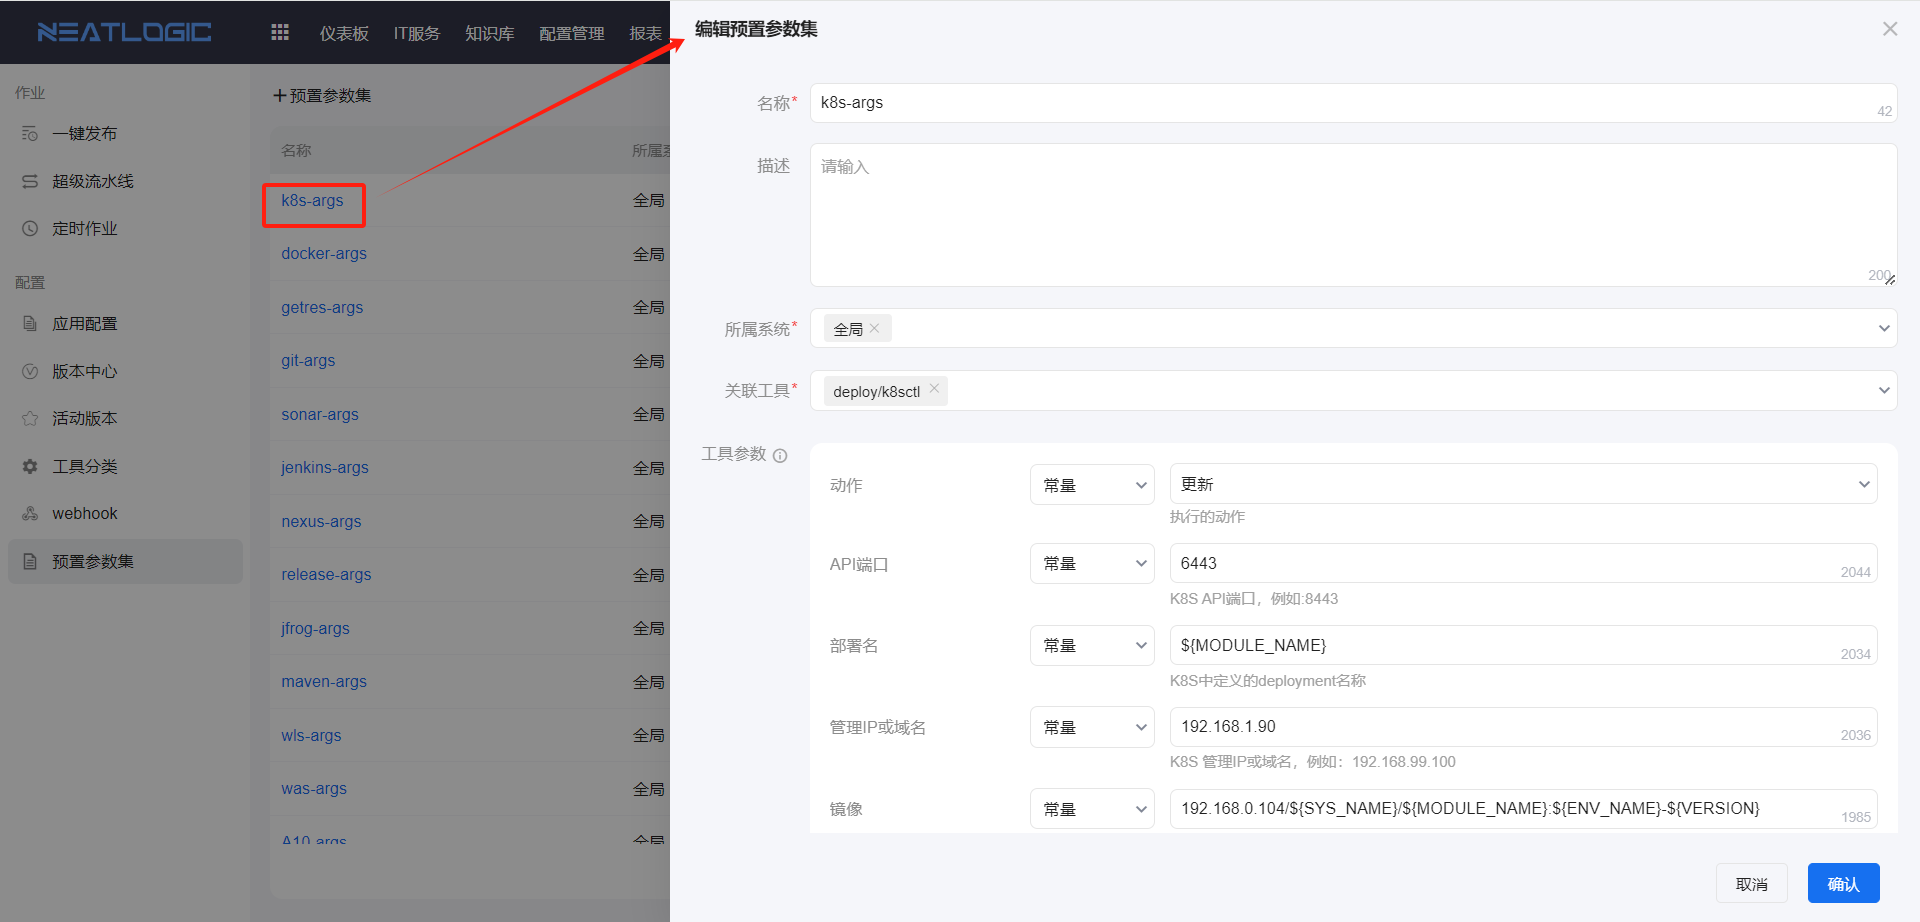 NEATLOGIC
仪表板 IT服务 知识库 配置管理 报表
作业
一键发布
超级流水线
定时作业
配置
应用配置
版本中心
活动版本
工具分类
webhook
预置参数集
+预置参数集
名称 所属系
k8s-args 全局
docker-args 全局
getres-args 全局
git-args 全局
sonar-args 全局
jenkins-args 全局
nexus-args 全局
release-args 全局
jfrog-args 全局
maven-args 全局
wls-args 全局
was-args 全局
A10-args 全局
编辑预置参数集
名称* k8s-args 42
描述 请输入 200
所属系统* 全局
关联工具* deploy/k8sctl
工具参数
动作 常量 更新
执行的动作
API端口 常量 6443 2044
K8S API端口，例如:8443
部署名 常量 ${MODULE_NAME} 2034
K8S中定义的deployment名称
管理IP或域名 常量 192.168.1.90 2036
K8S 管理IP或域名，例如：192.168.99.100
镜像 常量 192.168.0.104/${SYS_NAME}/${MODULE_NAME}:${ENV_NAME}-${VERSION} 1985
取消 确认